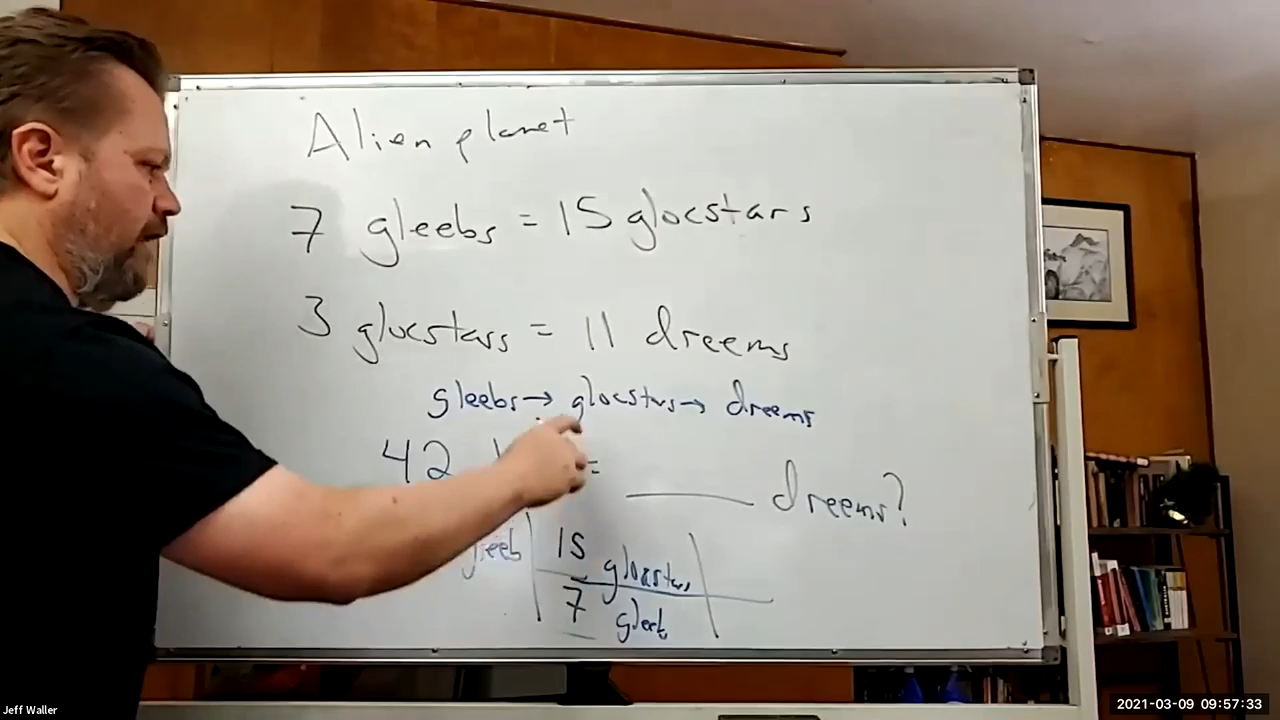 Alien planet
7 gleebs = 15 glocstars
3 glocstars = 11 dreems
gleebs → glocstars → dreems
42 = ____ dreems?
gleeb 15 glocstars
7 gleeb
Jeff Waller
2021-03-09 09:57:33